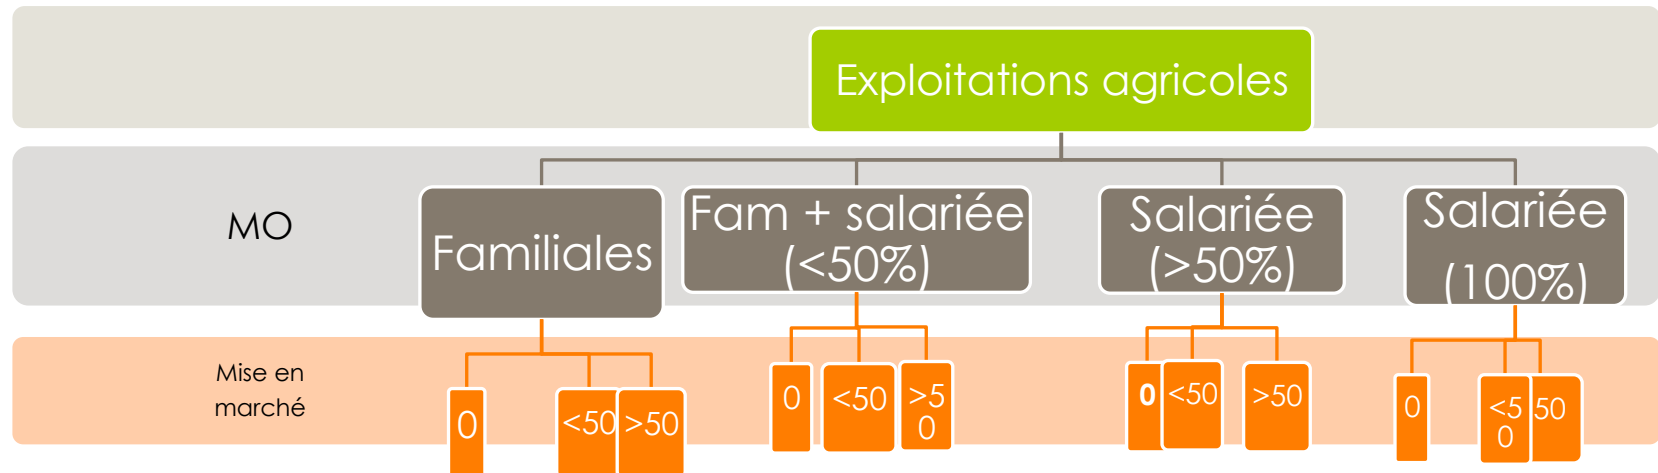 Exploitations agricoles
MO
Familiales
Fam + salariée
(<50%)
Salariée
(>50%)
Salariée
(100%)
Mise en
marché
0
<50
>50
0
<50
>5
0
0
<50
>50
0
<5
0
50